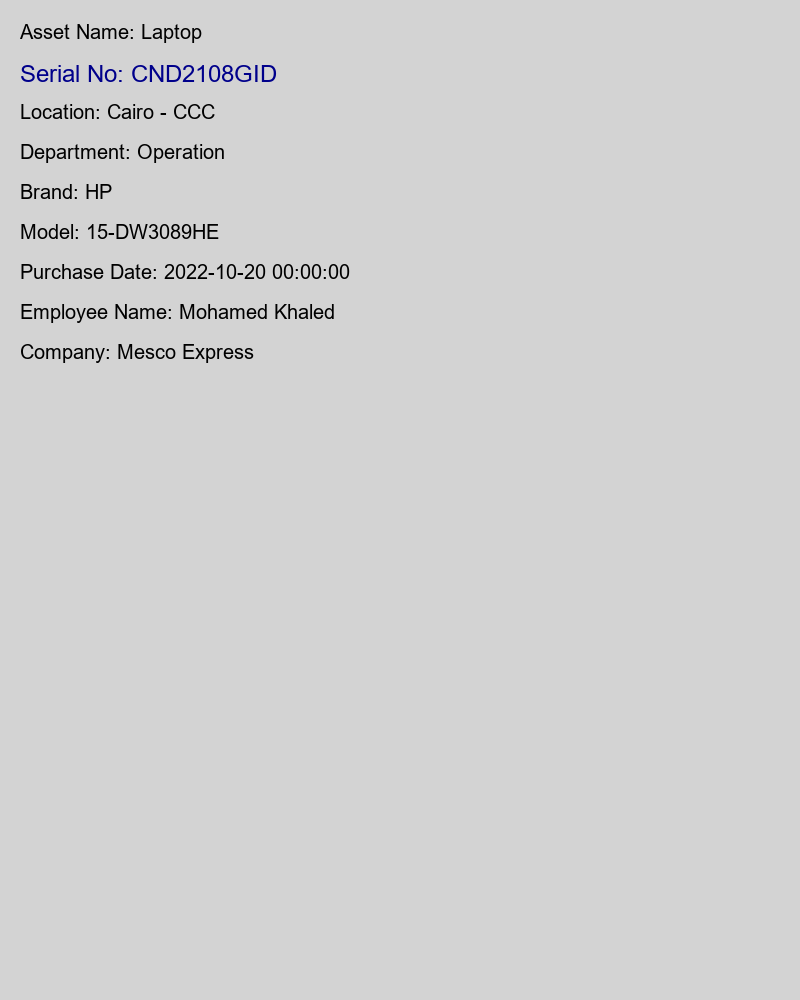 Asset Name: Laptop
Serial No: CND2108GID
Location: Cairo - CCC
Department: Operation
Brand: HP
Model: 15-DW3089HE
Purchase Date: 2022-10-20 00:00:00
Employee Name: Mohamed Khaled
Company: Mesco Express